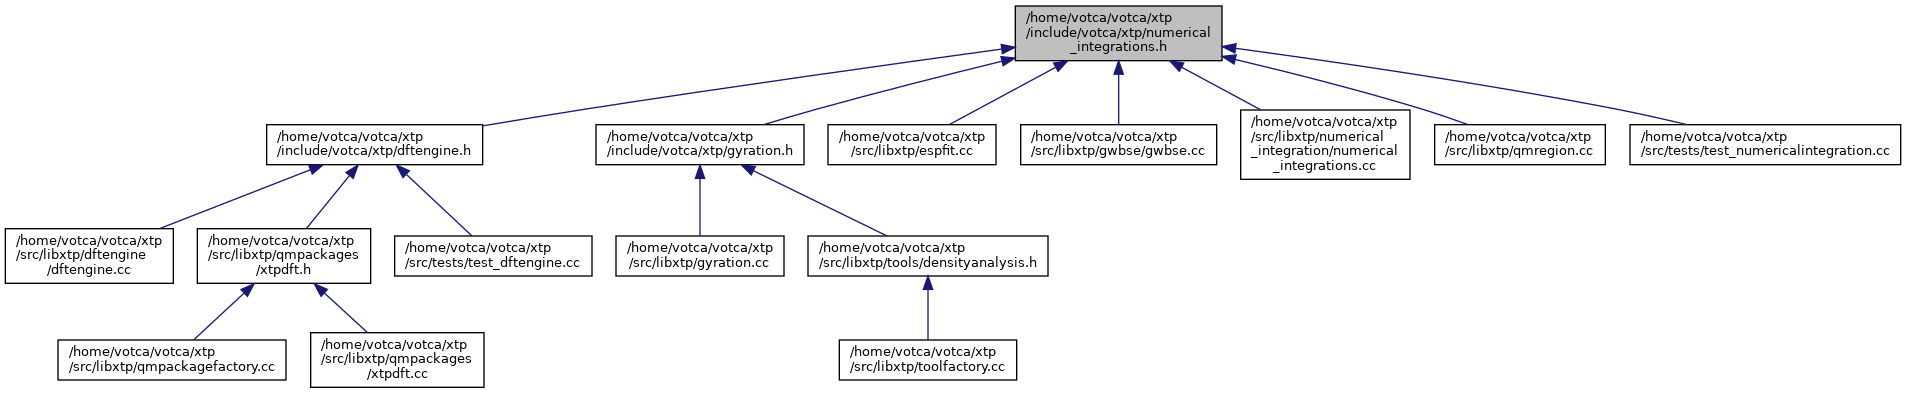 /home/votca/votca/xtp
/include/votca/xtp/numerical
_integrations.h
/home/votca/votca/xtp
/include/votca/xtp/dftengine.h
/home/votca/votca/xtp
/include/votca/xtp/gyration.h
/home/votca/votca/xtp
/src/libxtp/espfit.cc
/home/votca/votca/xtp
/src/libxtp/gwbse/gwbse.cc
/home/votca/votca/xtp
/src/libxtp/numerical
_integration/numerical
_integrations.cc
/home/votca/votca/xtp
/src/libxtp/qmregion.cc
/home/votca/votca/xtp
/src/tests/test_numericalintegration.cc
/home/votca/votca/xtp
/src/libxtp/dftengine
/dftengine.cc
/home/votca/votca/xtp
/src/libxtp/qmpackages
/xtpdft.h
/home/votca/votca/xtp
/src/tests/test_dftengine.cc
/home/votca/votca/xtp
/src/libxtp/gyration.cc
/home/votca/votca/xtp
/src/libxtp/tools/densityanalysis.h
/home/votca/votca/xtp
/src/libxtp/qmpackagefactory.cc
/home/votca/votca/xtp
/src/libxtp/qmpackages
/xtpdft.cc
/home/votca/votca/xtp
/src/libxtp/toolfactory.cc